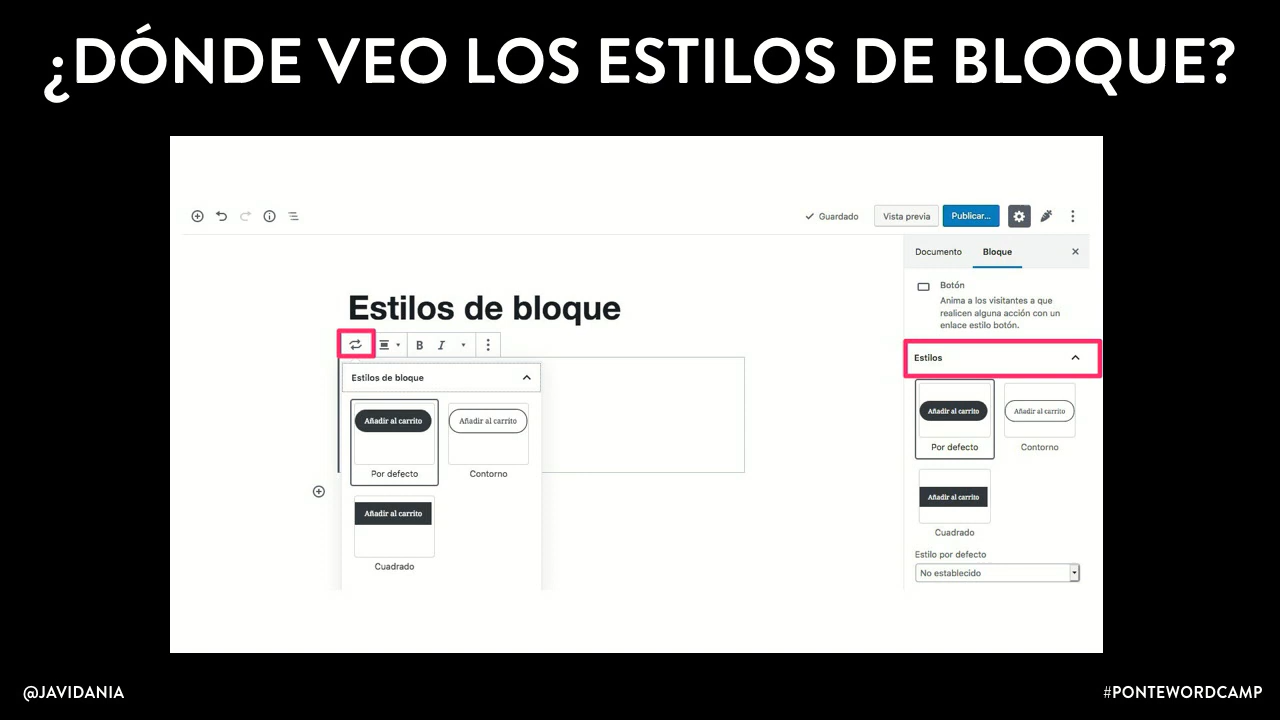 ¿DÓNDE VEO LOS ESTILOS DE BLOQUE?
Guardado
Vista previa
Publicar...
Documento
Bloque
Botón
Anima a los visitantes a que
realicen alguna acción con un
enlace estilo botón.
Estilos de bloque
B I
Estilos de bloque
Añadir al carrito
Por defecto
Añadir al carrito
Contorno
Añadir al carrito
Cuadrado
Estilos
Añadir al carrito
Por defecto
Añadir al carrito
Contorno
Añadir al carrito
Cuadrado
Estilo por defecto
No establecido
@JAVIDANIA
#PONTEWORDCAMP